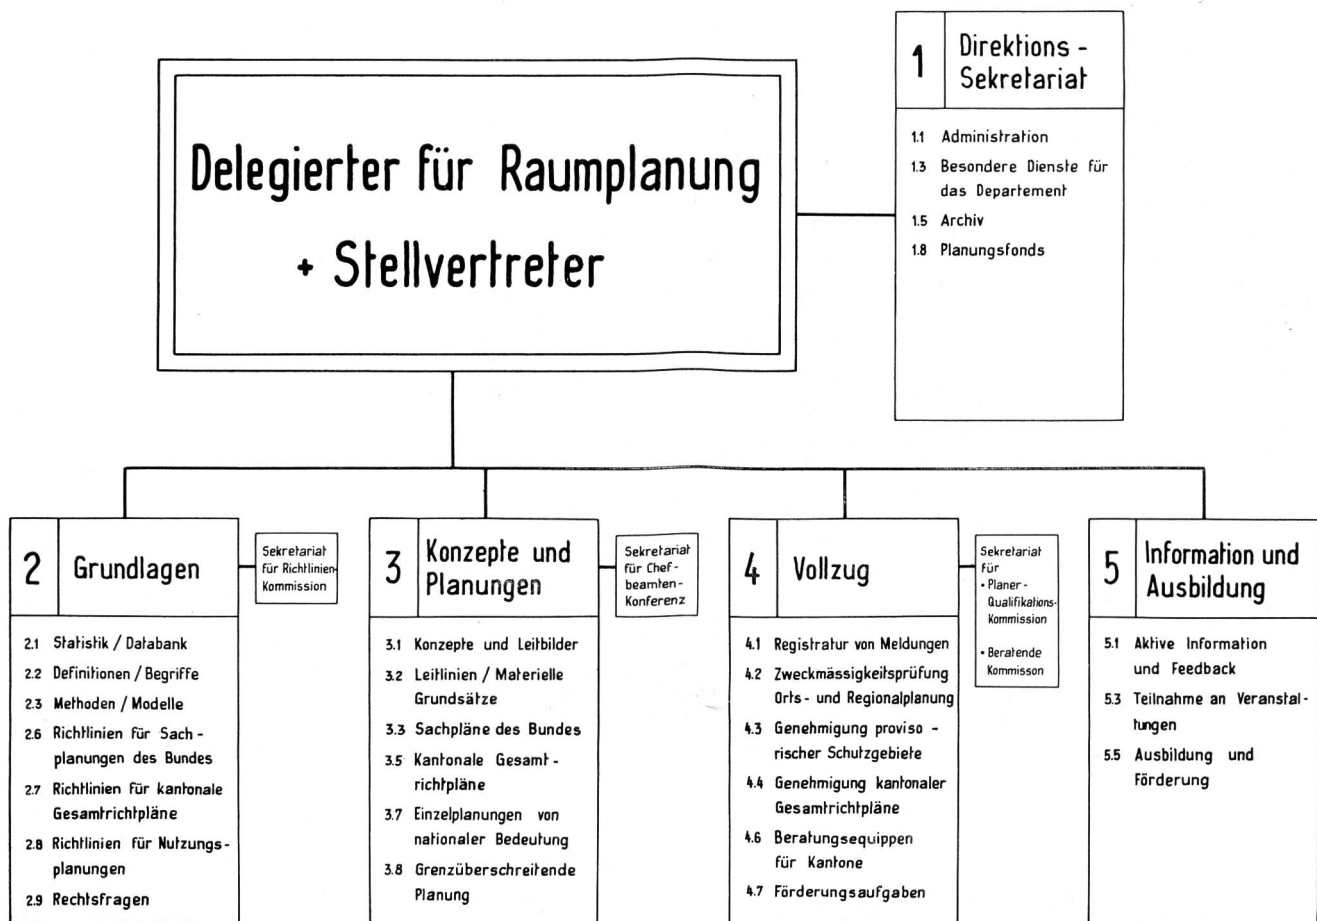 Delegierter für Raumplanung
+ Stellvertreter
1 Direktions -
Sekretariat
1.1 Administration
1.3 Besondere Dienste für
das Departement
1.5 Archiv
1.8 Planungsfonds
2 Grundlagen
2.1 Statistik / Databank
2.2 Definitionen / Begriffe
2.3 Methoden / Modelle
2.6 Richtlinien für Sach -
planungen des Bundes
2.7 Richtlinien für kantonale
Gesamtrichtpläne
2.8 Richtlinien für Nutzungs -
planungen
2.9 Rechtsfragen
Sekretariat
für Richtlinien-
Kommission
3 Konzepte und
Planungen
3.1 Konzepte und Leitbilder
3.2 Leitlinien / Materielle
Grundsätze
3.3 Sachpläne des Bundes
3.5 Kantonale Gesamt -
richtpläne
3.7 Einzelplanungen von
nationaler Bedeutung
3.8 Grenzüberschreitende
Planung
Sekretariat
für Chef -
beamten -
Konferenz
4 Vollzug
4.1 Registratur von Meldungen
4.2 Zweckmässigkeitsprüfung
Orts - und Regionalplanung
4.3 Genehmigung proviso -
rischer Schutzgebiete
4.4 Genehmigung kantonaler
Gesamtrichtpläne
4.6 Beratungsequippen
für Kantone
4.7 Förderungsaufgaben
Sekretariat
für
• Planer -
Qualifikations-
Kommission
• Beratende
Kommisson
5 Information und
Ausbildung
5.1 Aktive Information
und Feedback
5.3 Teilnahme an Veranstal -
tungen
5.5 Ausbildung und
Förderung